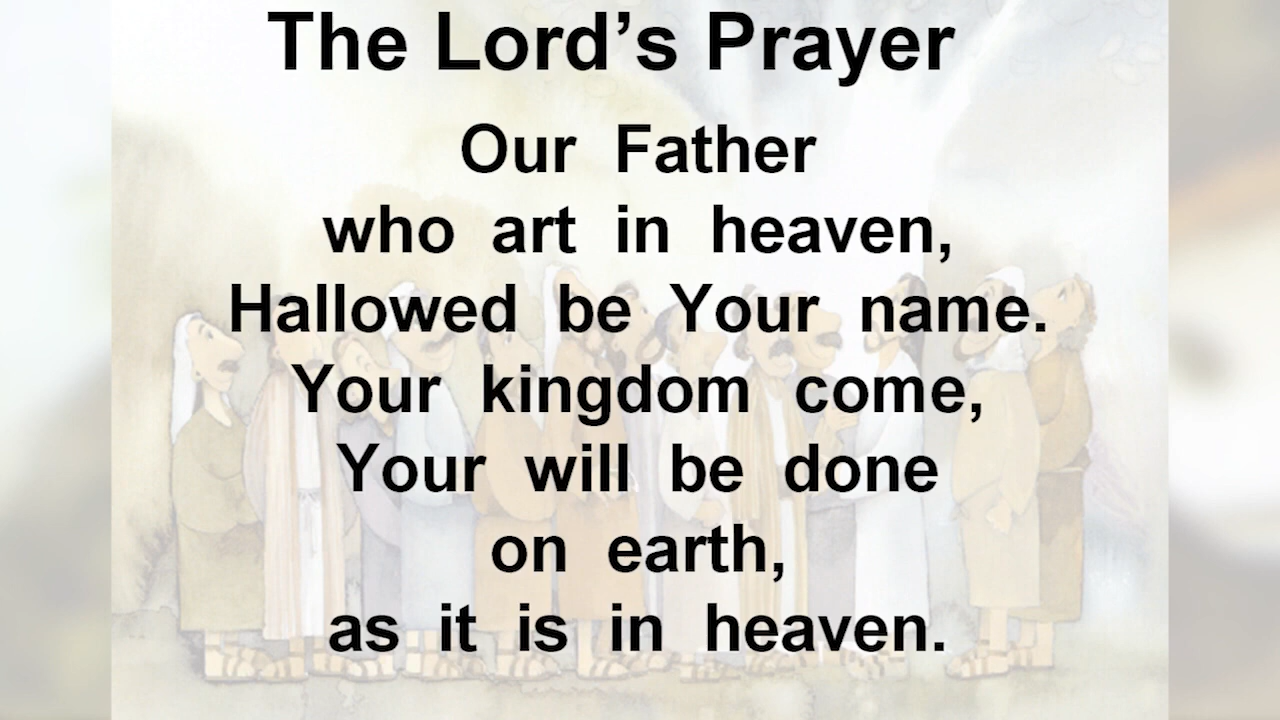 The Lord’s Prayer
Our Father
who art in heaven,
Hallowed be Your name.
Your kingdom come,
Your will be done
on earth,
as it is in heaven.